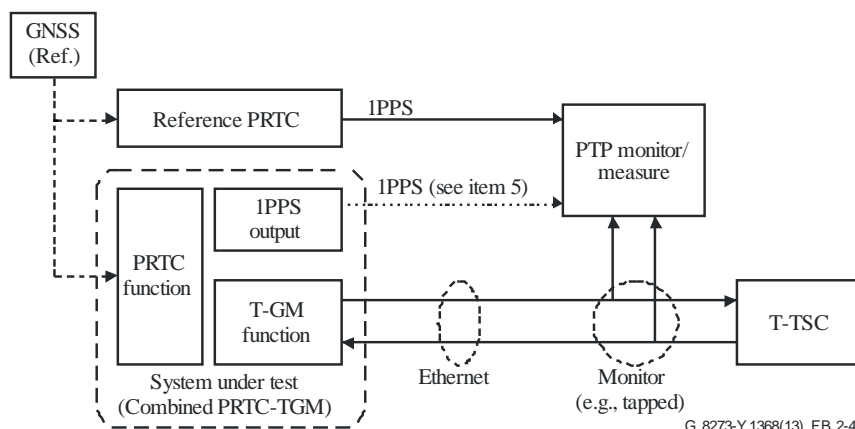 GNSS
(Ref.)
Reference PRTC
1PPS
PTP monitor/
measure
1PPS (see item 5)
1PPS
output
PRTC
function
T-GM
function
T-TSC
System under test
(Combined PRTC-TGM)
Ethernet
Monitor
(e.g., tapped)
G.8273-Y.1368(13)_FB.2-4